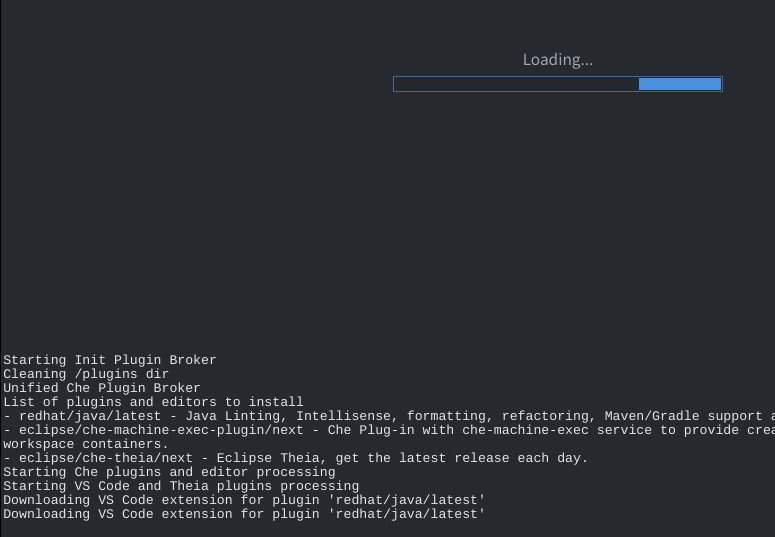 Loading...
Starting Init Plugin Broker
Cleaning /plugins dir
Unified Che Plugin Broker
List of plugins and editors to install
- redhat/java/latest - Java Linting, Intellisense, formatting, refactoring, Maven/Gradle support a
- eclipse/che-machine-exec-plugin/next - Che Plug-in with che-machine-exec service to provide crea
workspace containers.
- eclipse/che-theia/next - Eclipse Theia, get the latest release each day.
Starting Che plugins and editor processing
Starting VS Code and Theia plugins processing
Downloading VS Code extension for plugin 'redhat/java/latest'
Downloading VS Code extension for plugin 'redhat/java/latest'